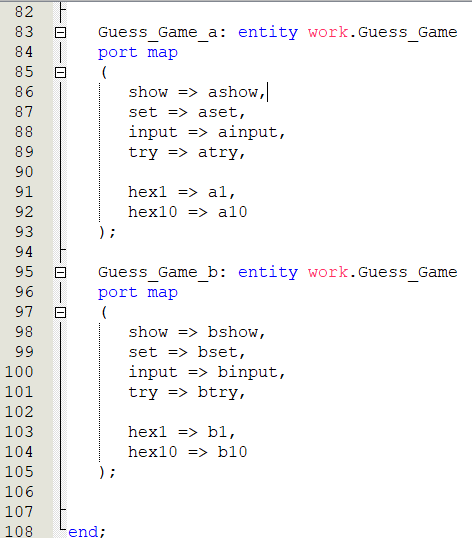 82
83 Guess_Game_a: entity work.Guess_Game
84 port map
85 (
86 show => ashow,
87 set => aset,
88 input => ainput,
89 try => atry,
90
91 hex1 => a1,
92 hex10 => a10
93 );
94
95 Guess_Game_b: entity work.Guess_Game
96 port map
97 (
98 show => bshow,
99 set => bset,
100 input => binput,
101 try => btry,
102
103 hex1 => b1,
104 hex10 => b10
105 );
106
107
108 end;